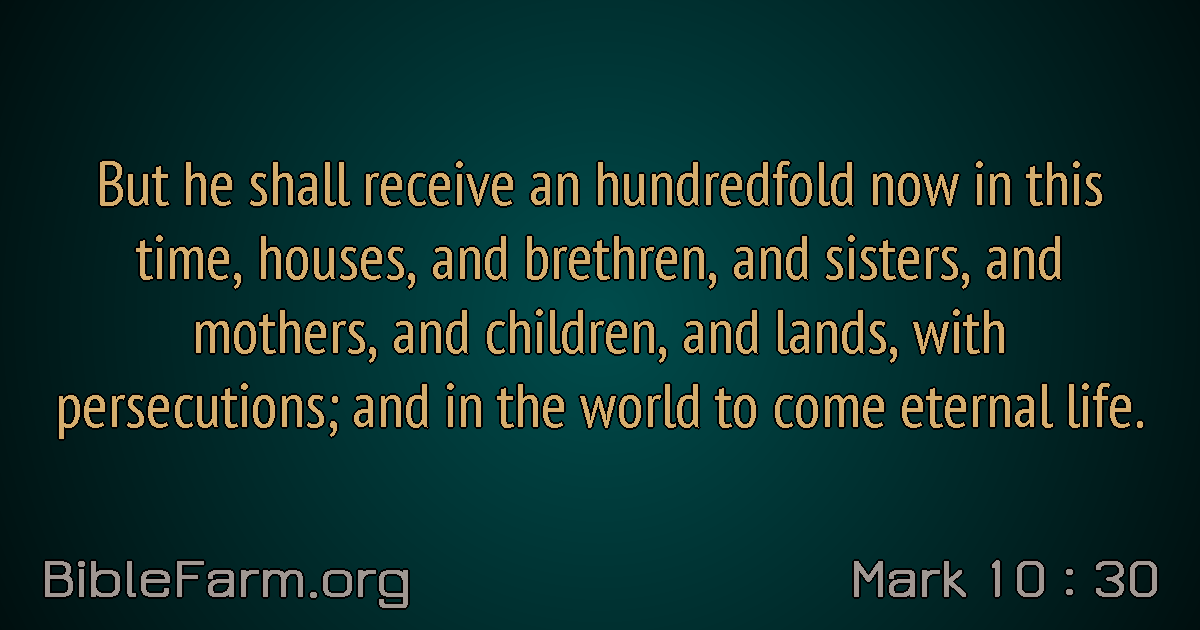 But he shall receive an hundredfold now in this
time, houses, and brethren, and sisters, and
mothers, and children, and lands, with
persecutions; and in the world to come eternal life.
BibleFarm.org
Mark 10 : 30